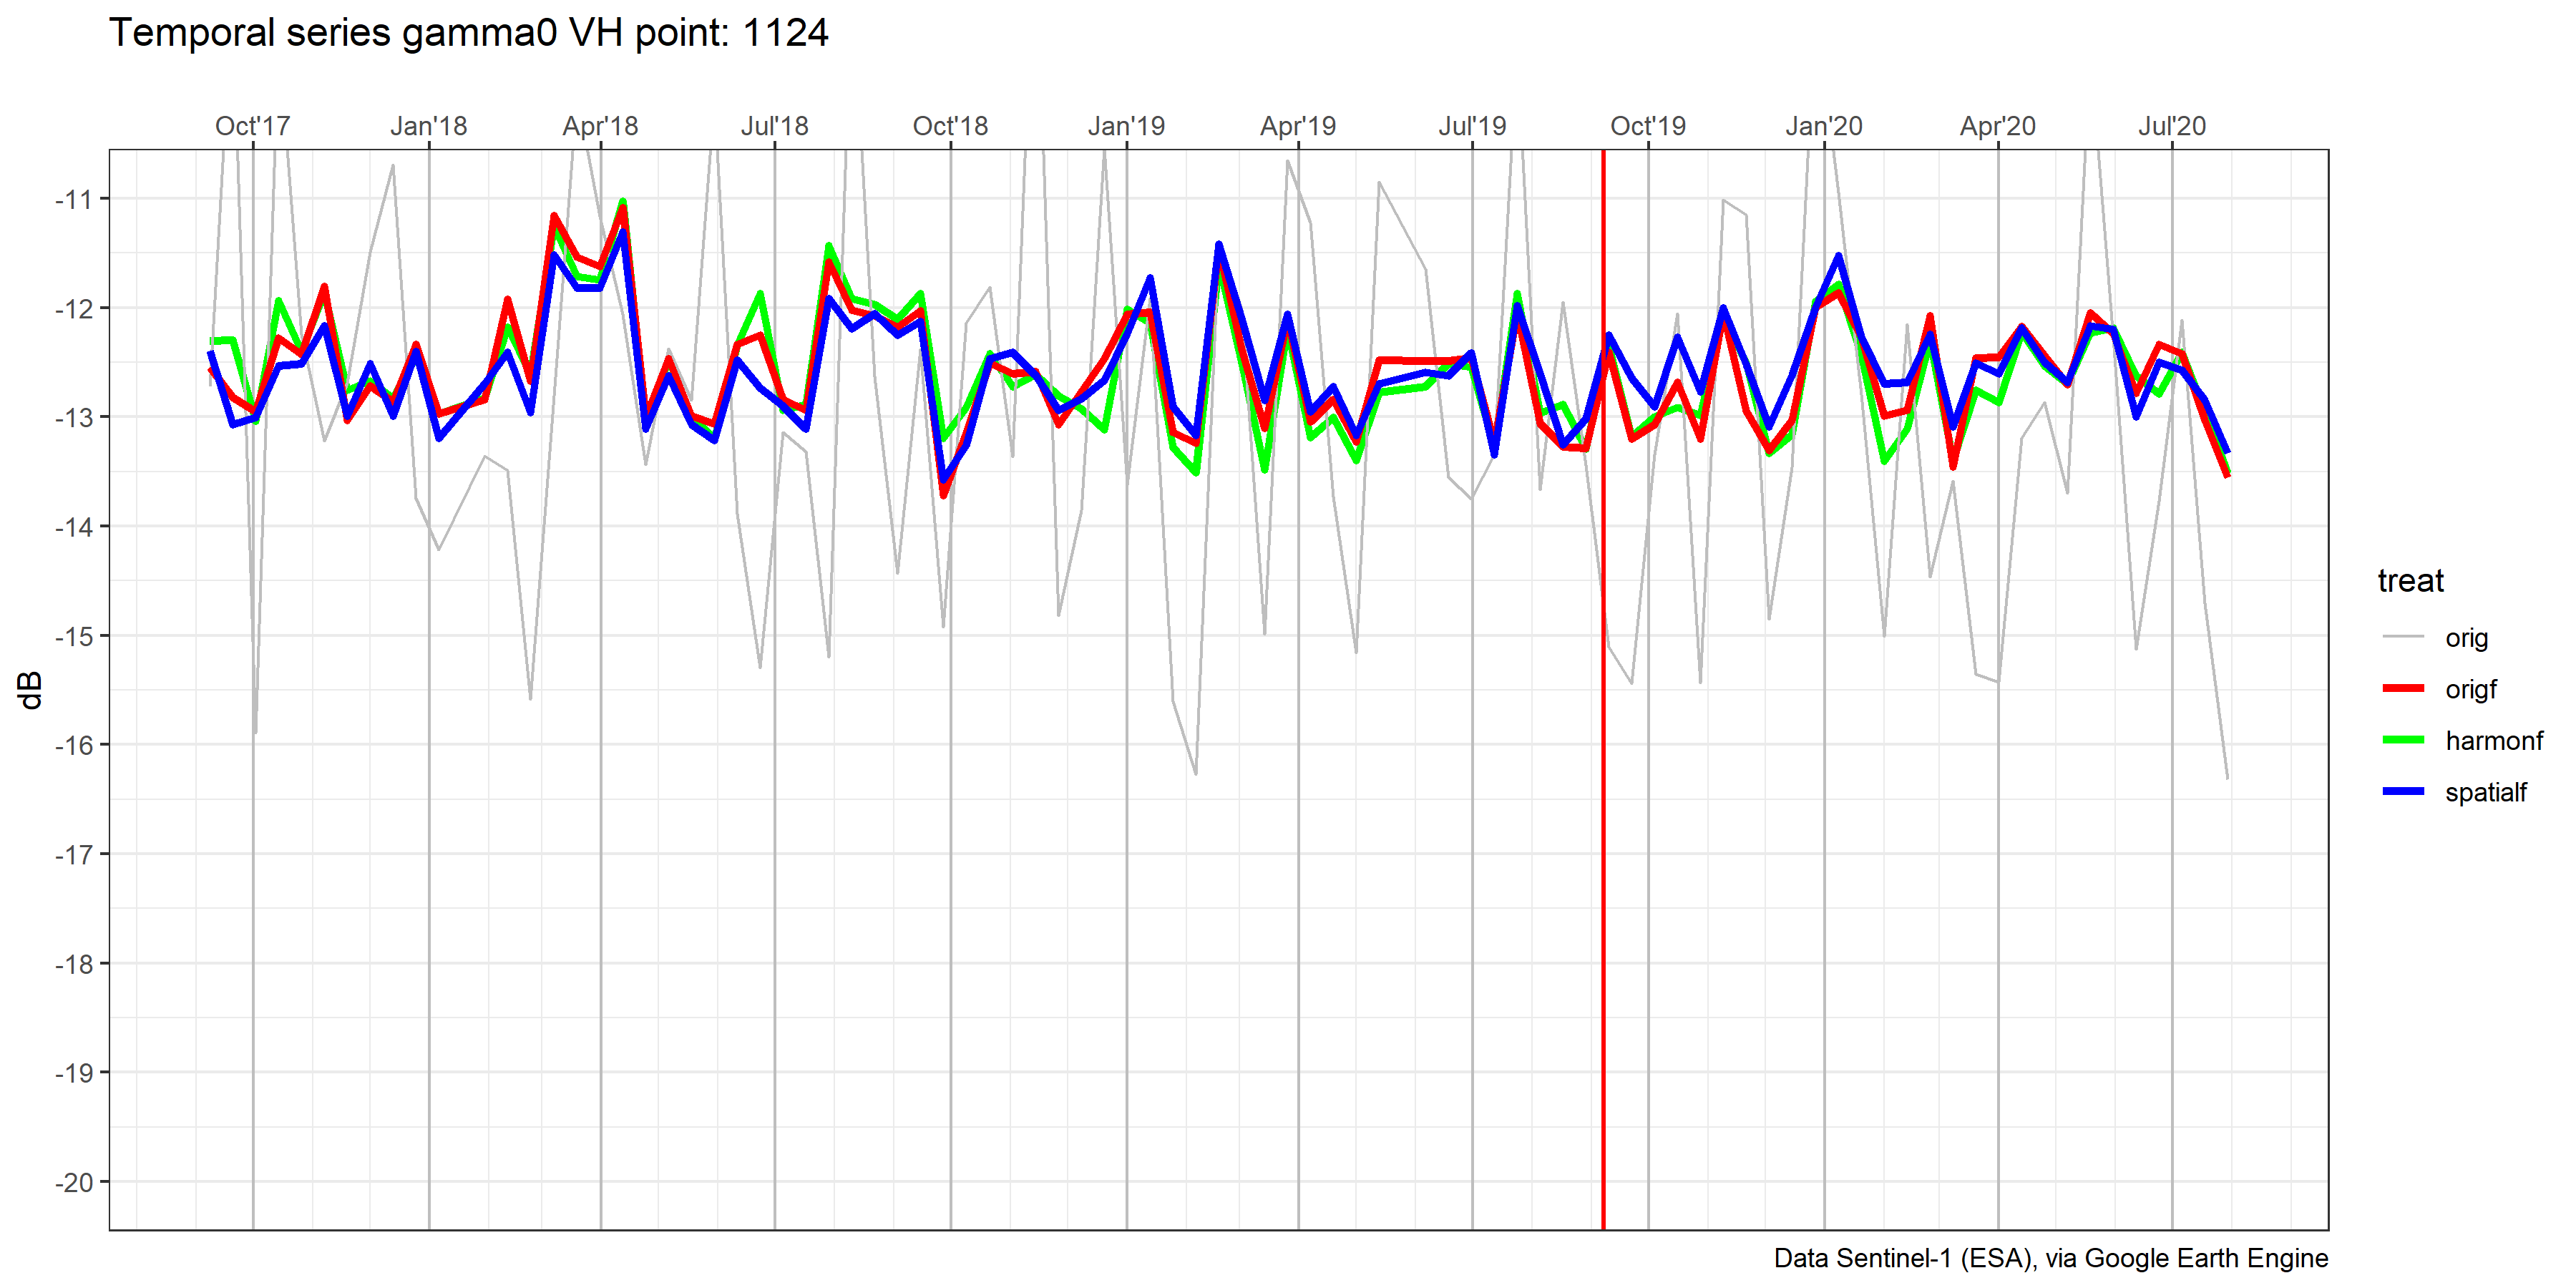 Temporal series gamma0 VH point: 1124
Oct'17 Jan'18 Apr'18 Jul'18 Oct'18 Jan'19 Apr'19 Jul'19 Oct'19 Jan'20 Apr'20 Jul'20
-11
-12
-13
-14
-15
-16
-17
-18
-19
-20
dB
treat
orig
origf
harmonf
spatialf
Data Sentinel-1 (ESA), via Google Earth Engine